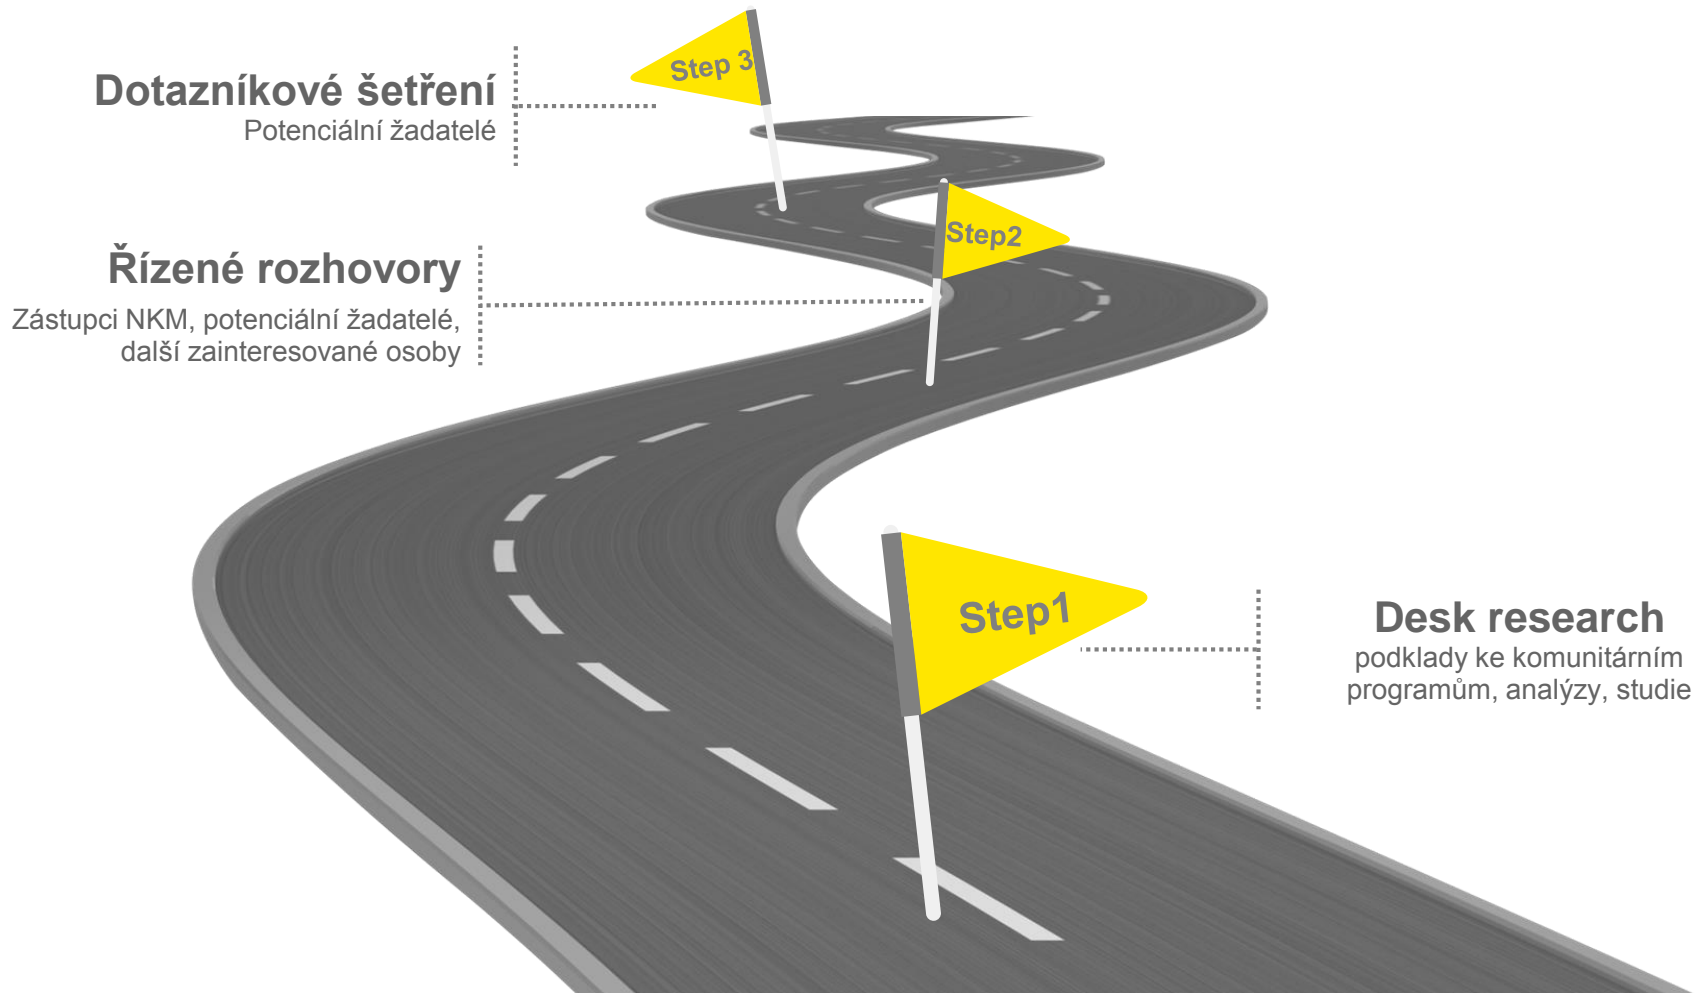 Step 3
Dotazníkové šetření
Potenciální žadatelé
Step2
Řízené rozhovory
Zástupci NKM, potenciální žadatelé,
další zainteresované osoby
Step1
Desk research
podklady ke komunitárním
programům, analýzy, studie